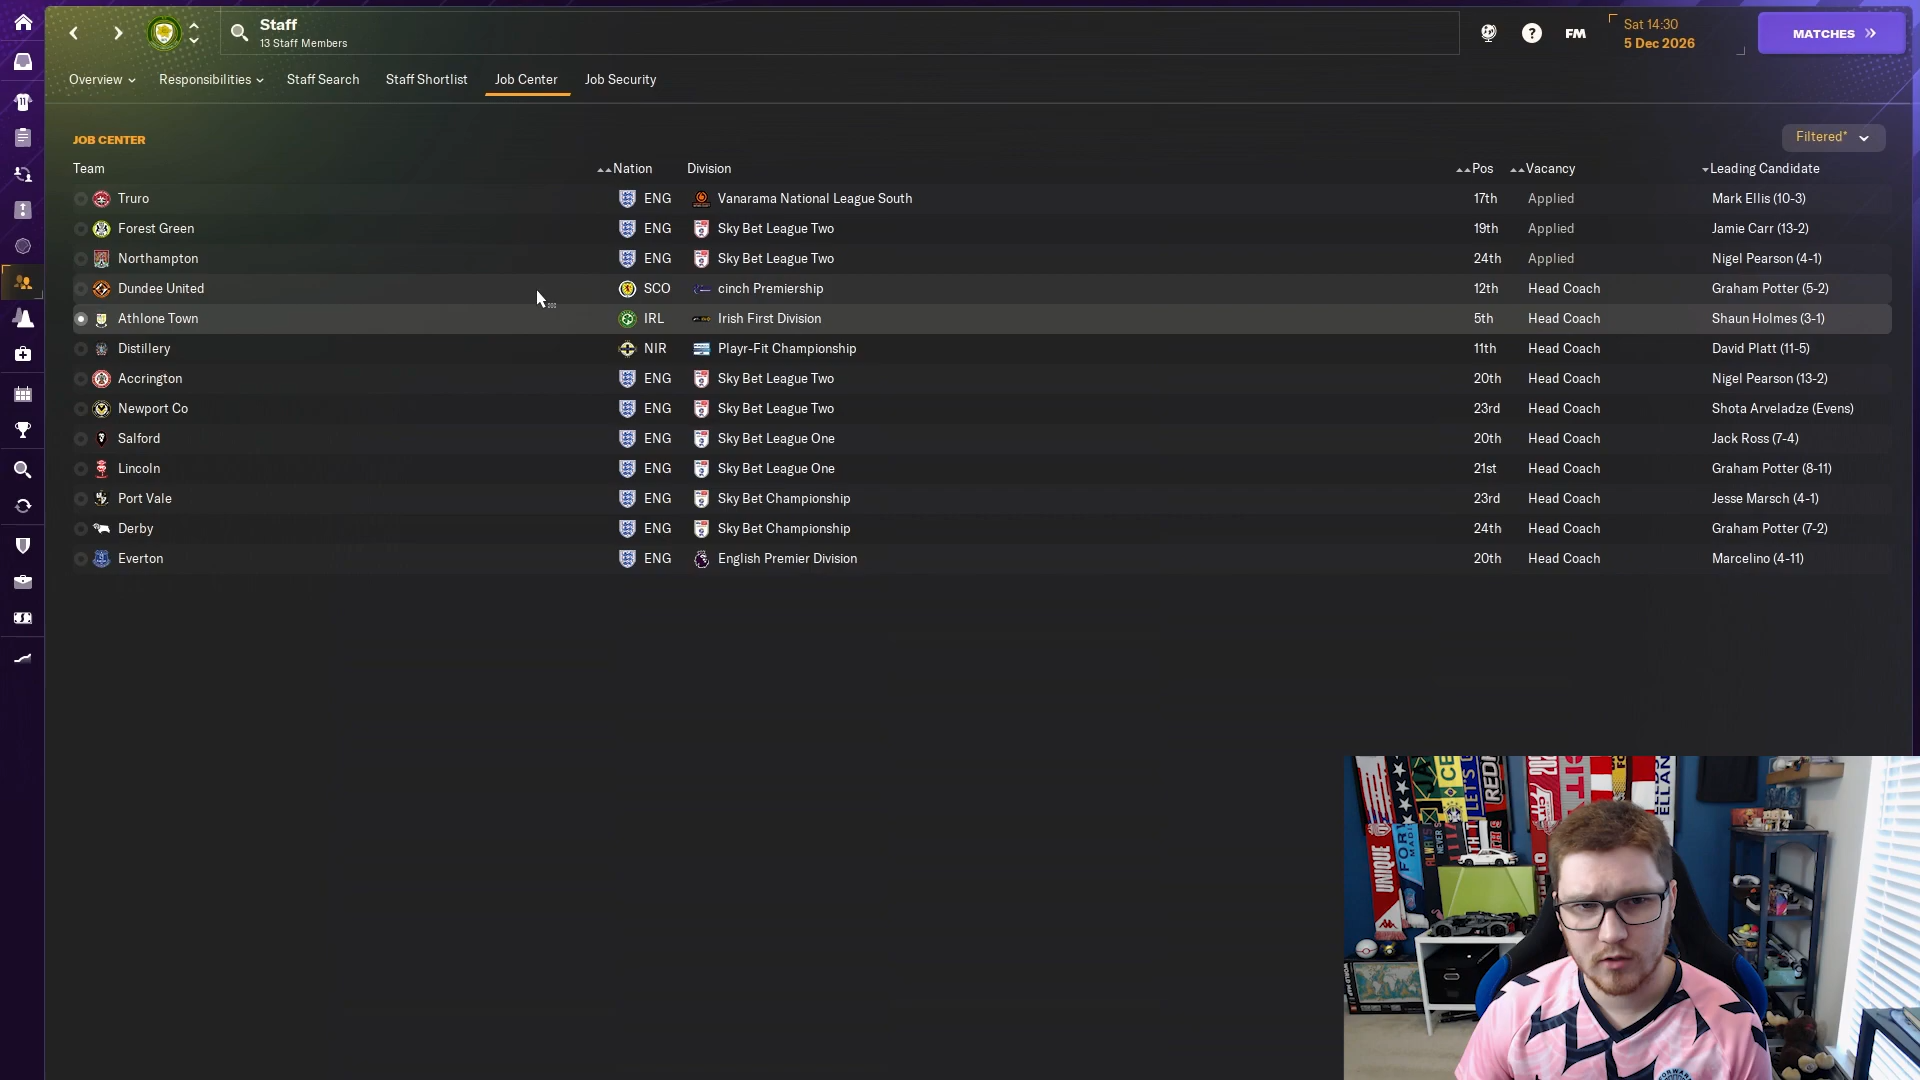 Staff
13 Staff Members
FM
Sat 14:30
5 Dec 2026
MATCHES
Overview
Responsibilities
Staff Search
Staff Shortlist
Job Center
Job Security
JOB CENTER
Filtered*
Team Nation Division Pos Vacancy Leading Candidate
Truro ENG Vanarama National League South 17th Applied Mark Ellis (10-3)
Forest Green ENG Sky Bet League Two 19th Applied Jamie Carr (13-2)
Northampton ENG Sky Bet League Two 24th Applied Nigel Pearson (4-1)
Dundee United SCO cinch Premiership 12th Head Coach Graham Potter (5-2)
Athlone Town IRL Irish First Division 5th Head Coach Shaun Holmes (3-1)
Distillery NIR Playr-Fit Championship 11th Head Coach David Platt (11-5)
Accrington ENG Sky Bet League Two 20th Head Coach Nigel Pearson (13-2)
Newport Co ENG Sky Bet League Two 23rd Head Coach Shota Arveladze (Evens)
Salford ENG Sky Bet League One 20th Head Coach Jack Ross (7-4)
Lincoln ENG Sky Bet League One 21st Head Coach Graham Potter (8-11)
Port Vale ENG Sky Bet Championship 23rd Head Coach Jesse Marsch (4-1)
Derby ENG Sky Bet Championship 24th Head Coach Graham Potter (7-2)
Everton ENG English Premier Division 20th Head Coach Marcelino (4-11)
UNIQUE